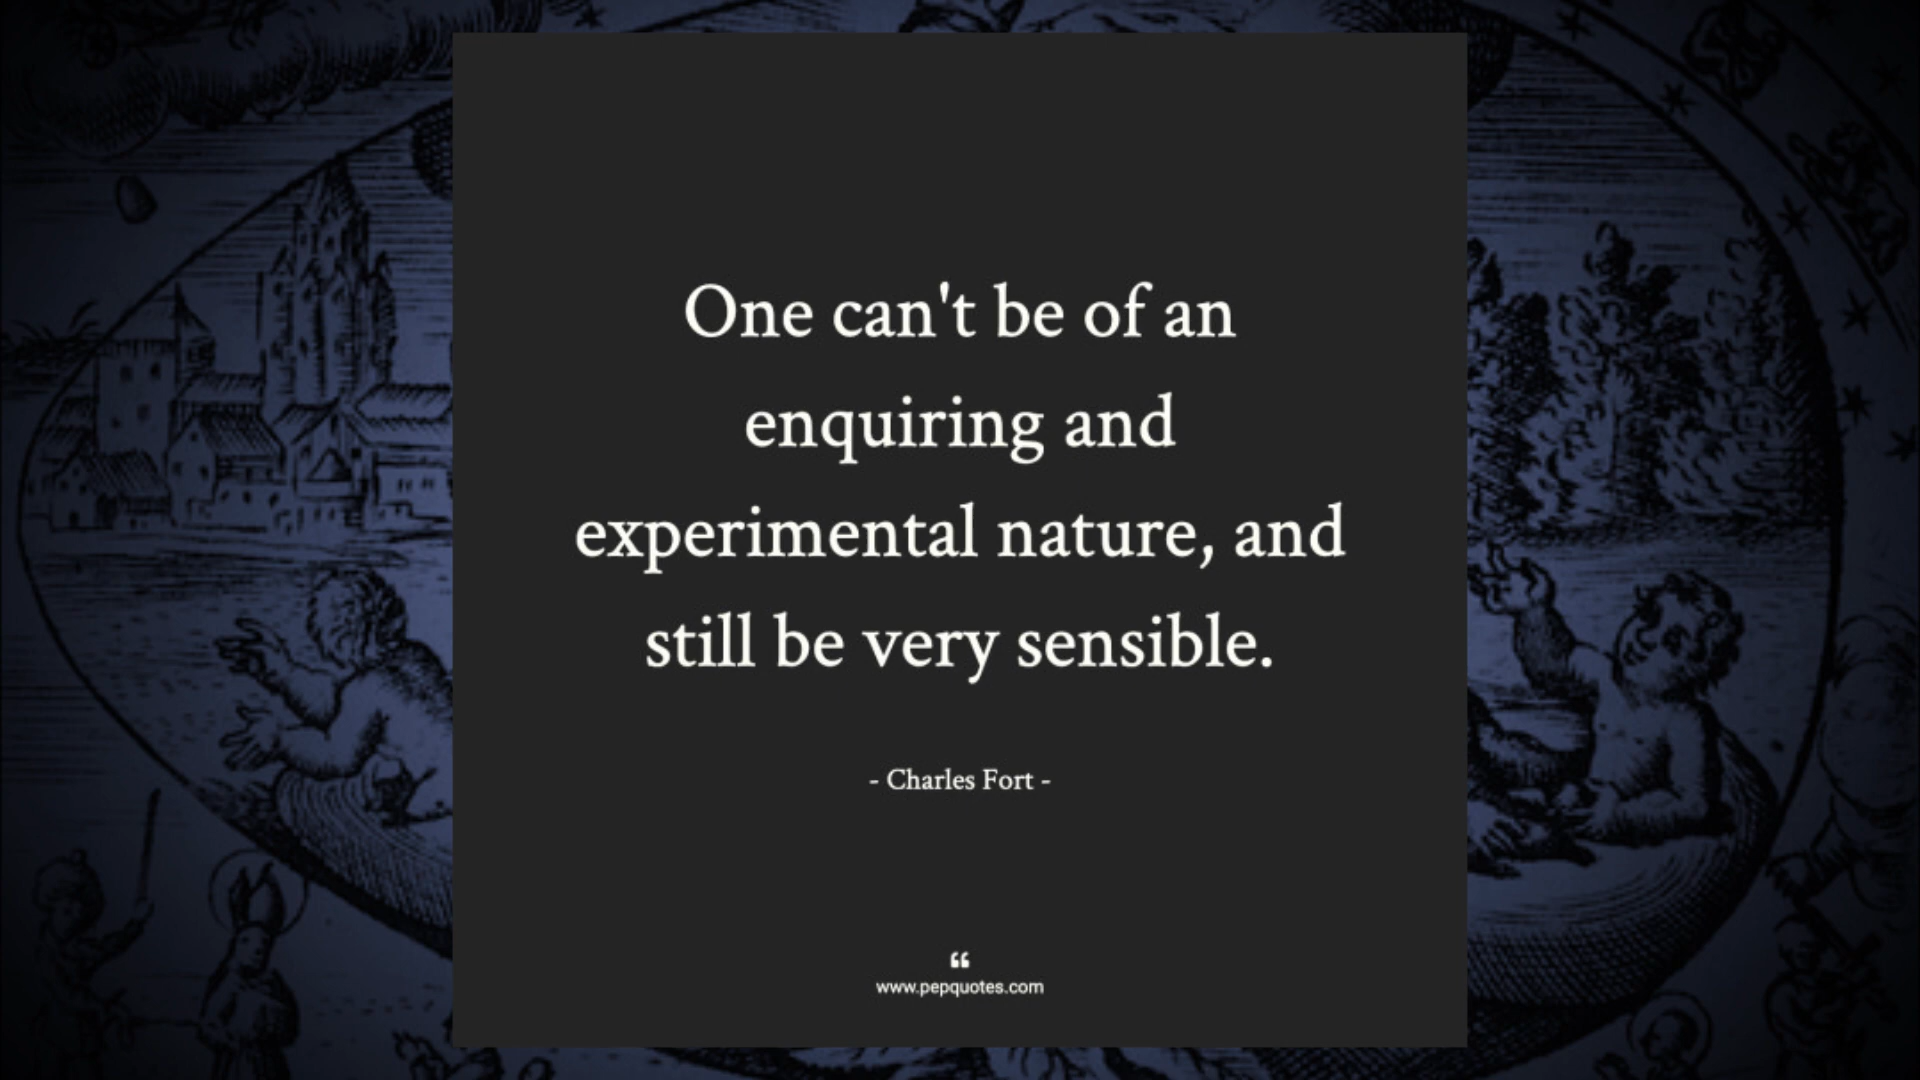 One can't be of an
enquiring and
experimental nature, and
still be very sensible.
- Charles Fort -
“
www.pepquotes.com